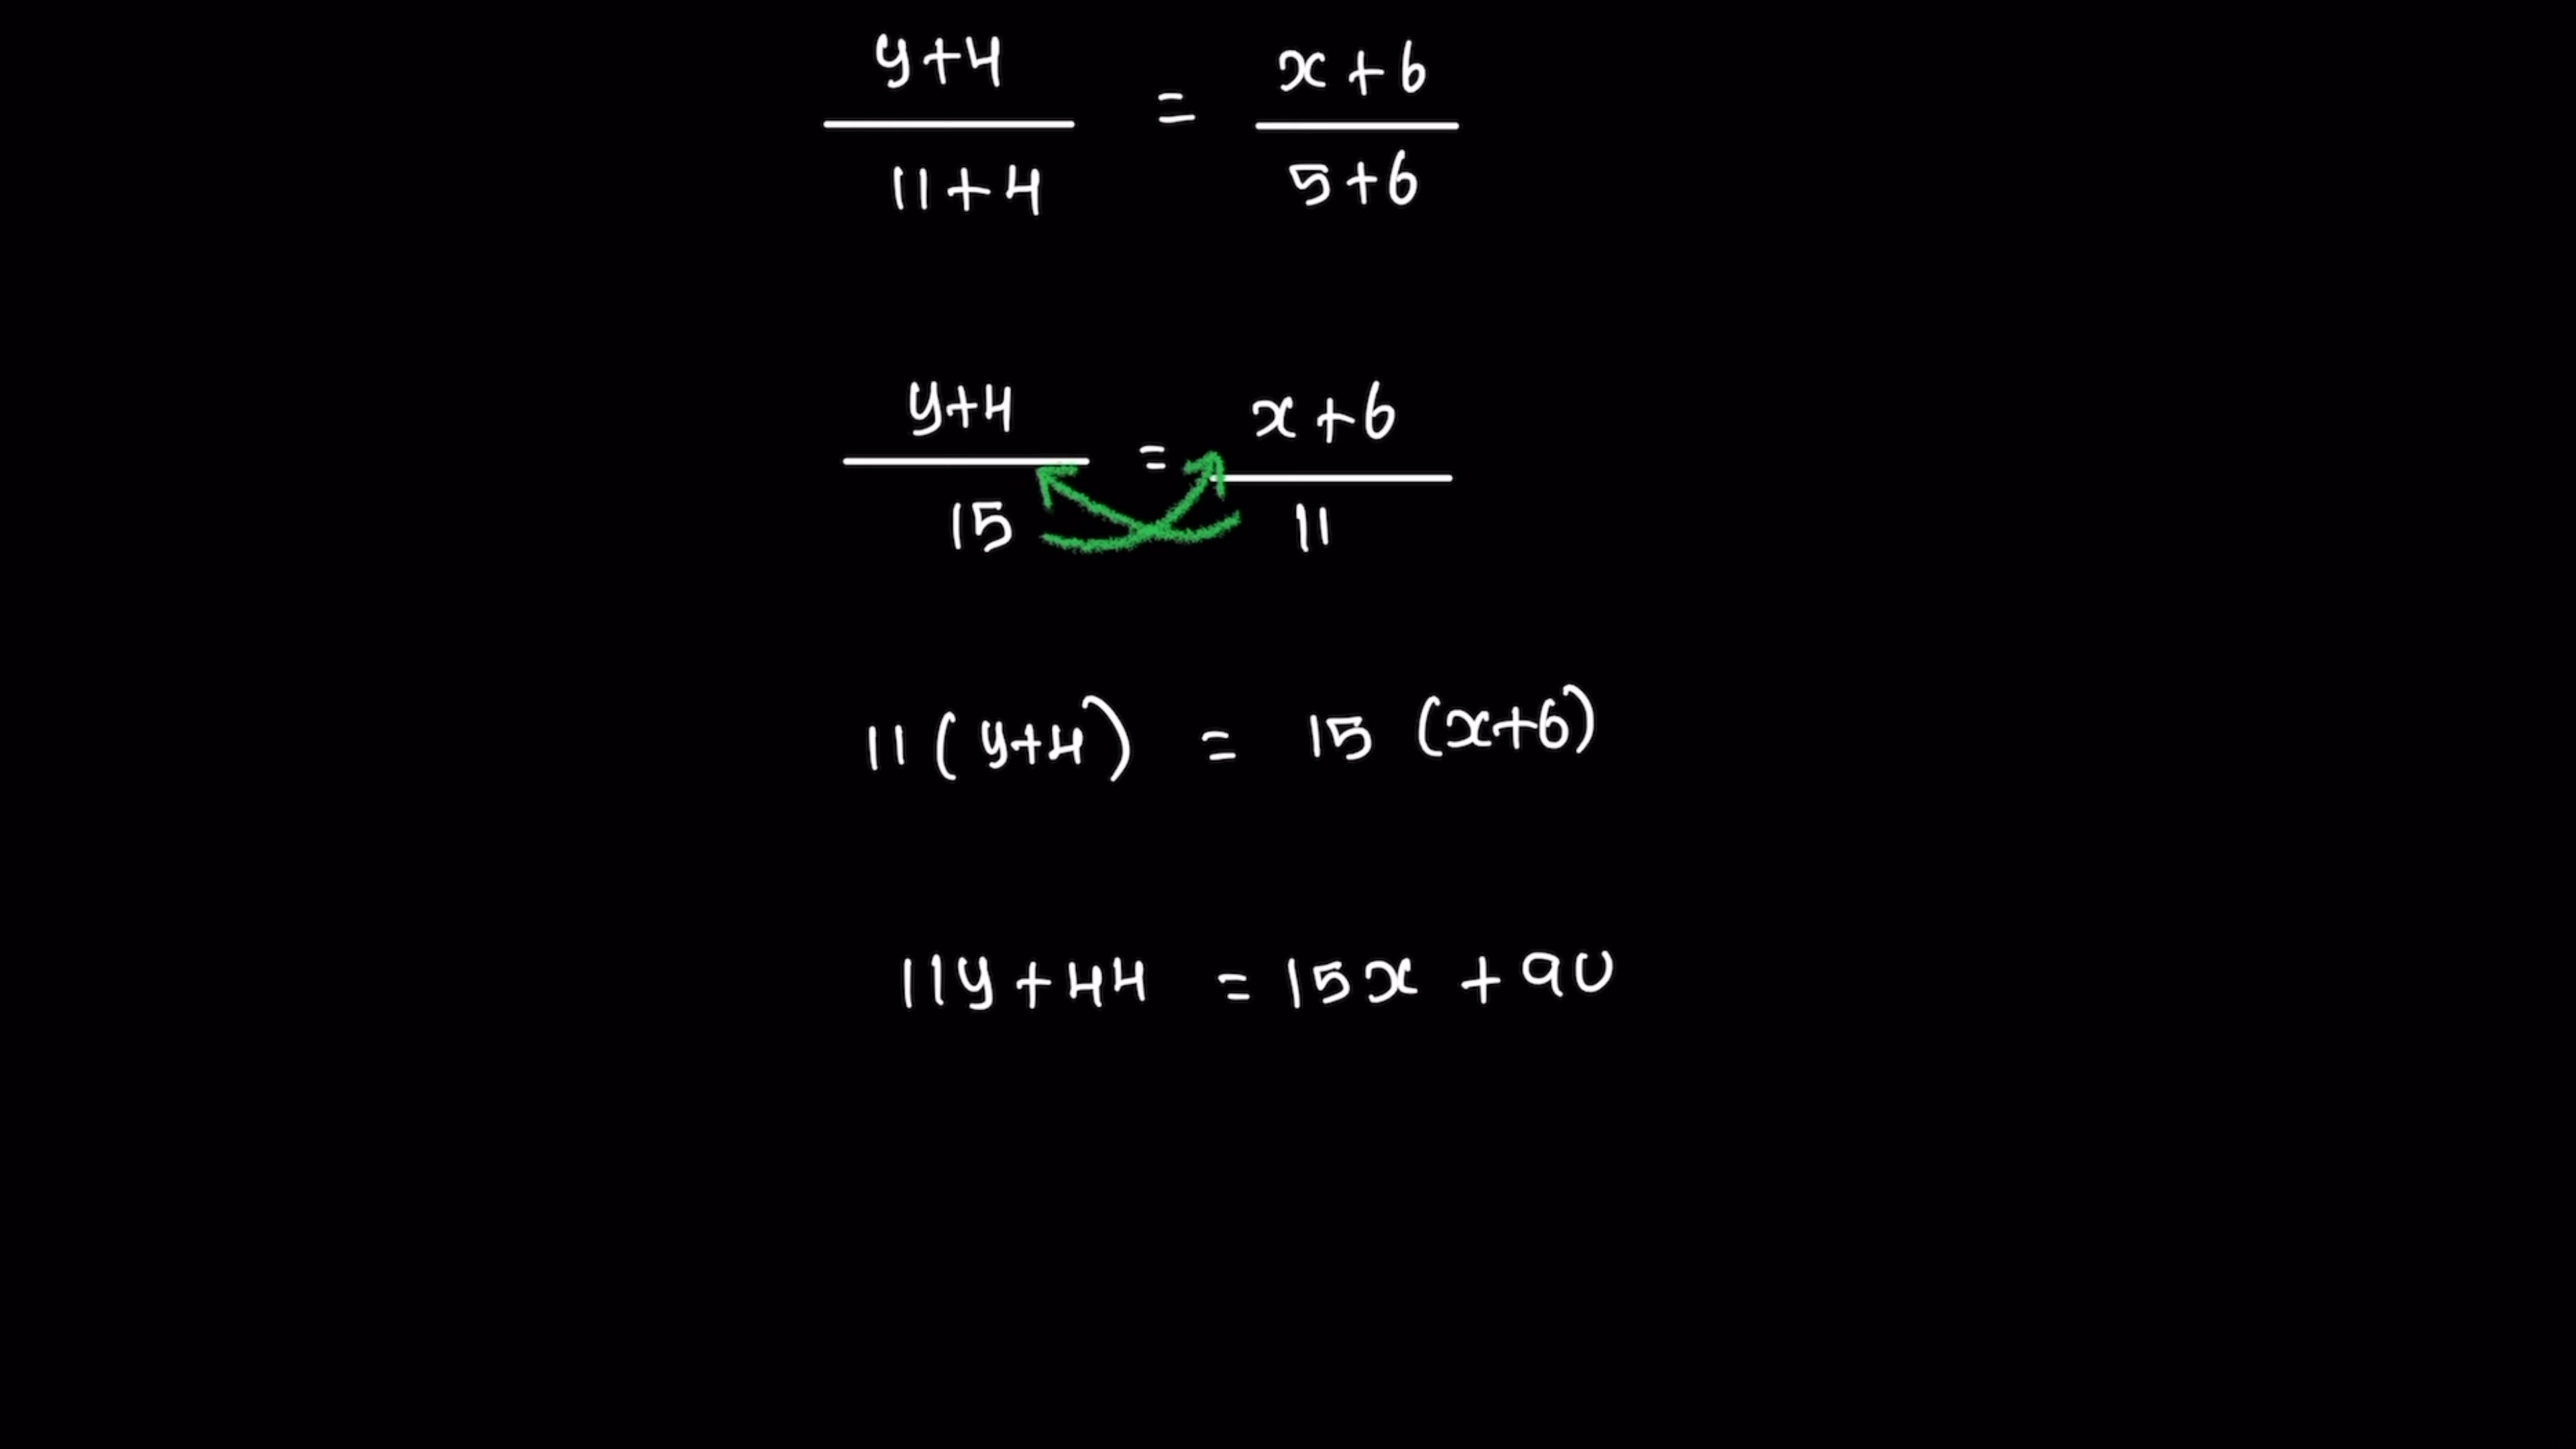 y+4 = x+6
11+4 5+6
y+4 = x+6
15 11
11(y+4) = 15 (x+6)
11y+44 = 15x +90